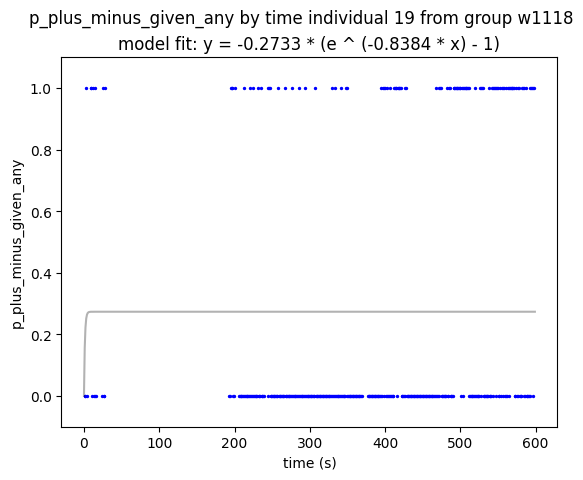 p_plus_minus_given_any by time individual 19 from group w1118
model fit: y = -0.2733 * (e ^ (-0.8384 * x) - 1)
p_plus_minus_given_any
1.0
0.8
0.6
0.4
0.2
0.0
0 100 200 300 400 500 600
time (s)